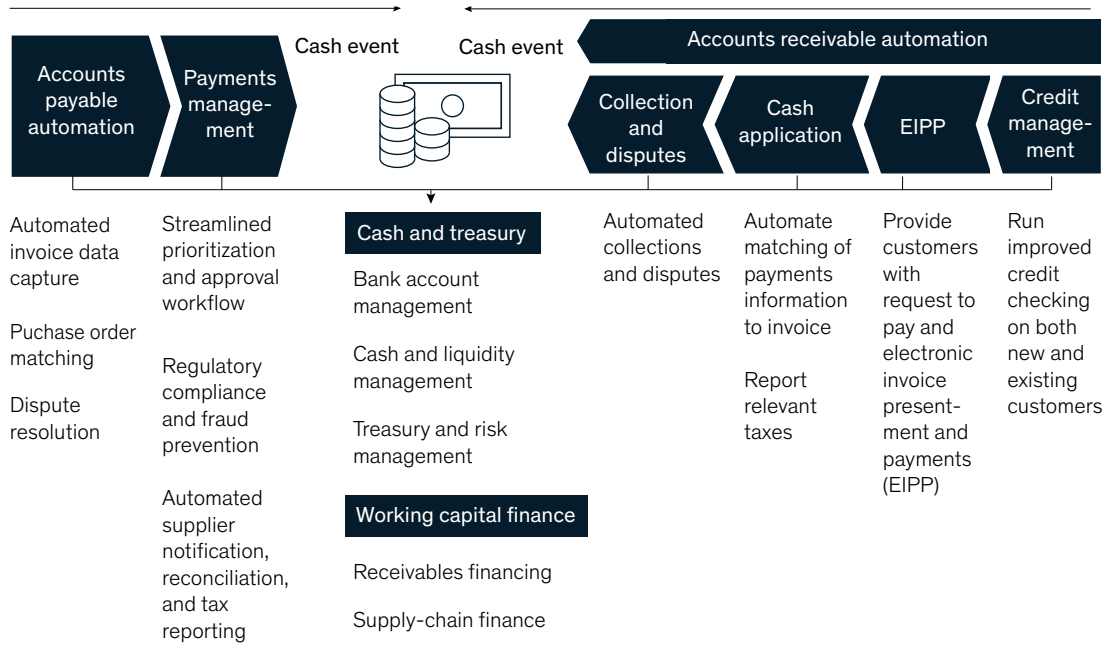 Cash event
Cash event
Accounts
payable
automation
Payments
manage-
ment
Accounts receivable automation
Collection
and
disputes
Cash
application
EIPP
Credit
manage-
ment
Automated
invoice data
capture
Puchase order
matching
Dispute
resolution
Streamlined
prioritization
and approval
workflow
Regulatory
compliance
and fraud
prevention
Automated
supplier
notification,
reconciliation,
and tax
reporting
Cash and treasury
Bank account
management
Cash and liquidity
management
Treasury and risk
management
Working capital finance
Receivables financing
Supply-chain finance
Automated
collections
and disputes
Automate
matching of
payments
information
to invoice
Report
relevant
taxes
Provide
customers
with
request to
pay and
electronic
invoice
present-
ment and
payments
(EIPP)
Run
improved
credit
checking
on both
new and
existing
customers